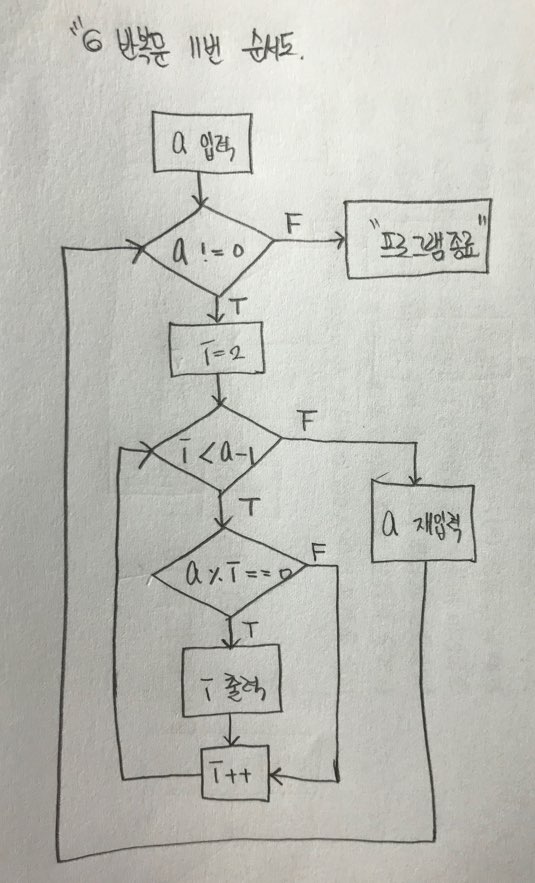 "6 반복문 11번 순서도.
a 입력
a != 0
F
"프로그램 종료"
T
i=2
i < a-1
F
T
a 재입력
a % i == 0
F
T
i 출력
i++